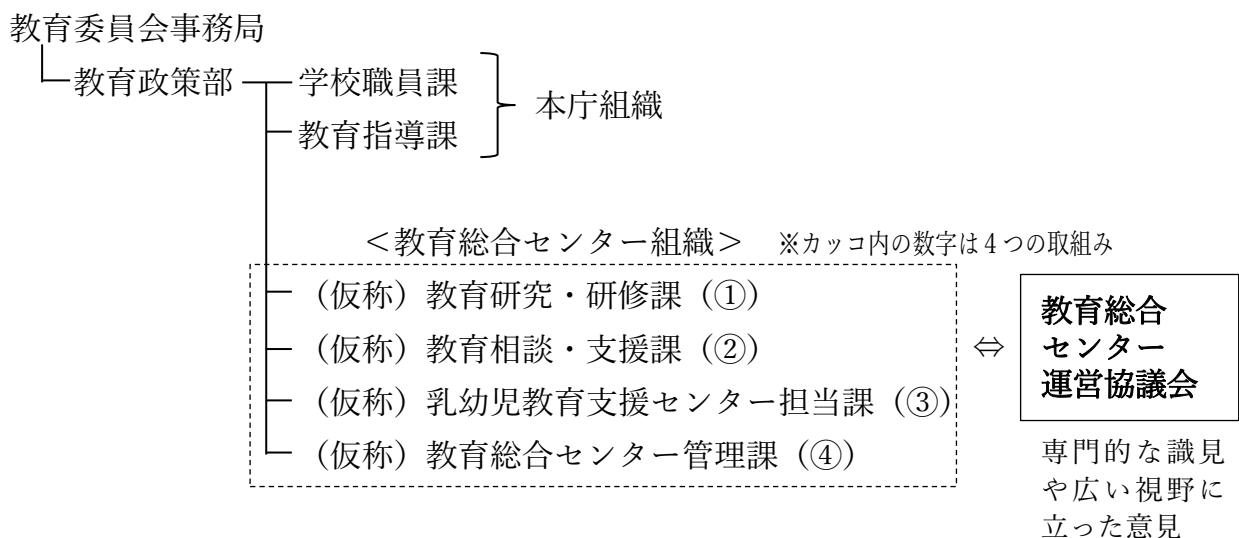 教育委員会事務局
教育政策部
学校職員課
教育指導課
本庁組織
＜教育総合センター組織＞ ※カッコ内の数字は４つの取組み
（仮称）教育研究・研修課（①）
（仮称）教育相談・支援課（②）
（仮称）乳幼児教育支援センター担当課（③）
（仮称）教育総合センター管理課（④）
⇔
教育総合
センター
運営協議会
専門的な識見
や広い視野に
立った意見